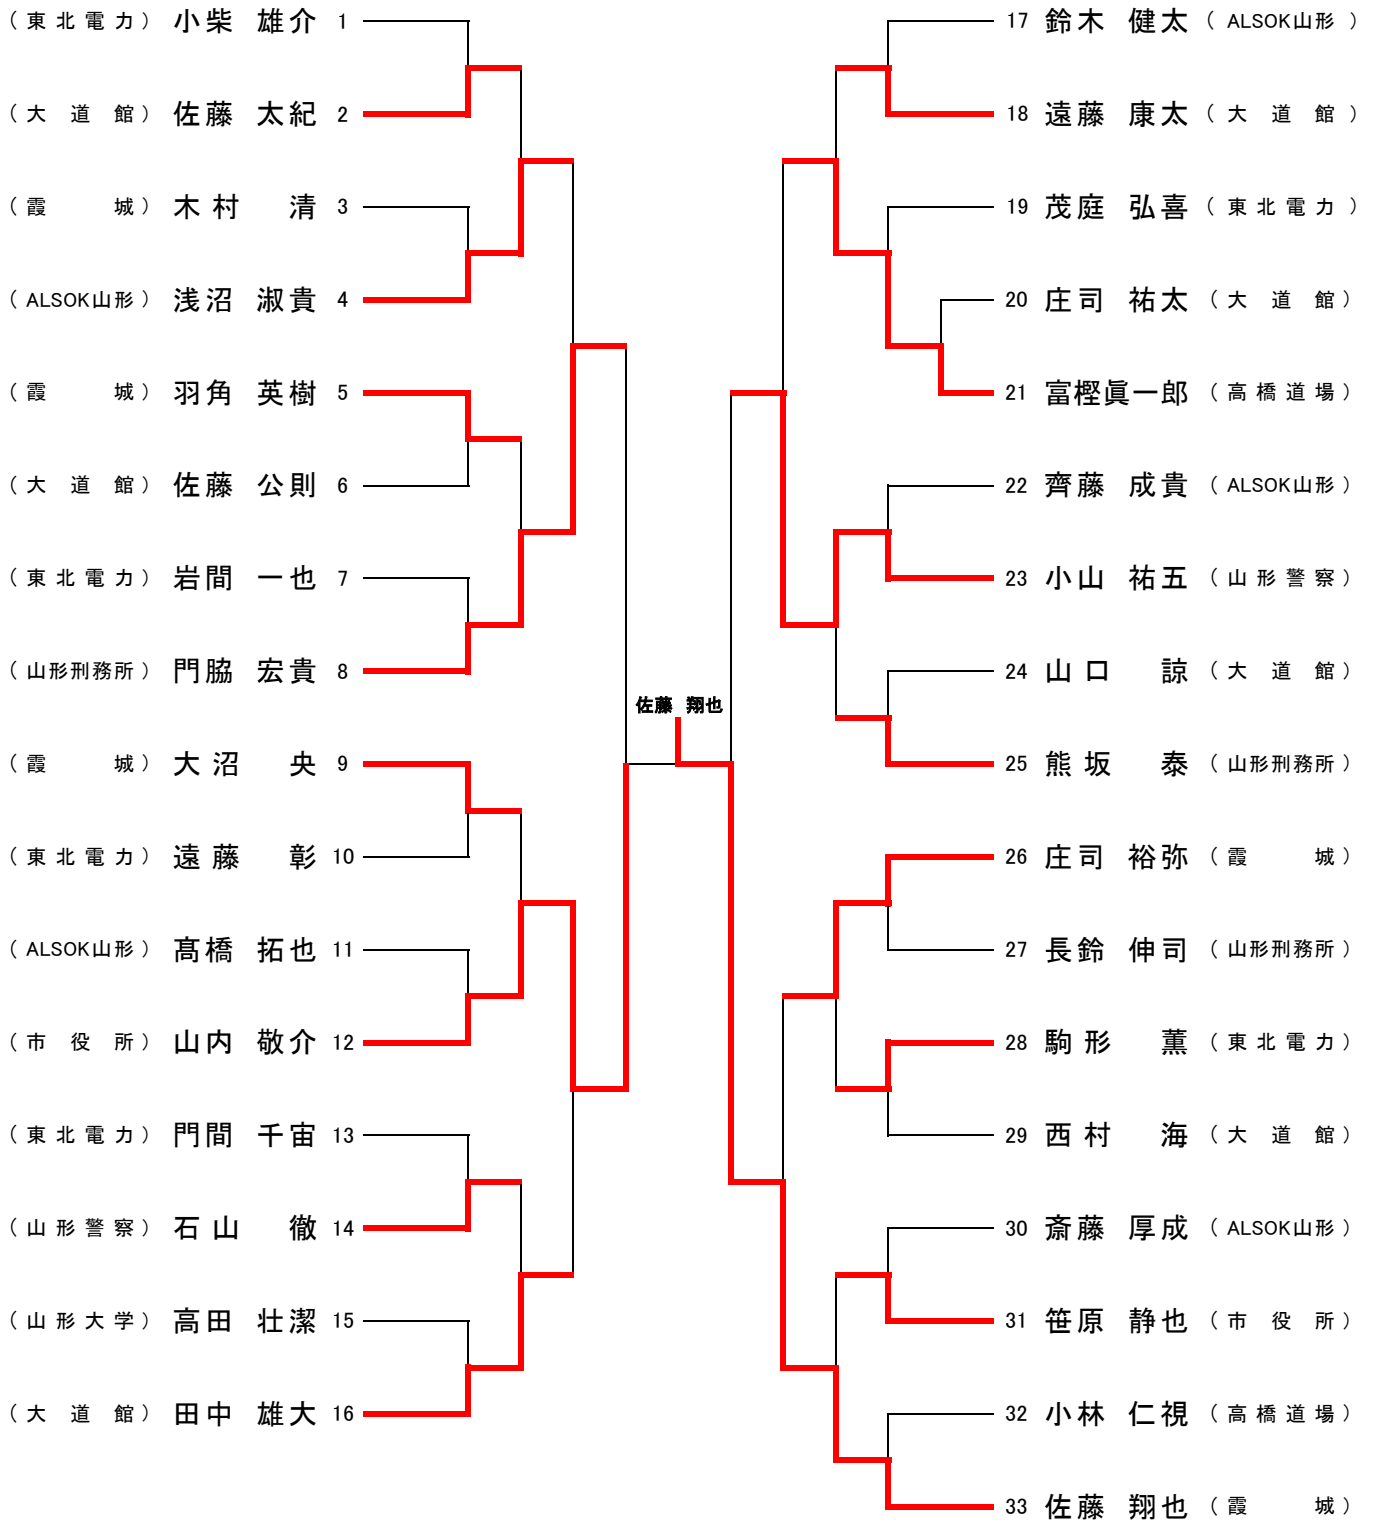 （東北電力）小柴 雄介 1
（大道館）佐藤 太紀 2
（霞城）木村 清 3
（ALSOK山形）浅沼 淑貴 4
（霞城）羽角 英樹 5
（大道館）佐藤 公則 6
（東北電力）岩間 一也 7
（山形刑務所）門脇 宏貴 8
（霞城）大沼 央 9
（東北電力）遠藤 彰 10
（ALSOK山形）髙橋 拓也 11
（市役所）山内 敬介 12
（東北電力）門間 千宙 13
（山形警察）石山 徹 14
（山形大学）高田 壮潔 15
（大道館）田中 雄大 16
佐藤 翔也
17 鈴木 健太（ALSOK山形）
18 遠藤 康太（大道館）
19 茂庭 弘喜（東北電力）
20 庄司 祐太（大道館）
21 富樫眞一郎（高橋道場）
22 齊藤 成貴（ALSOK山形）
23 小山 祐五（山形警察）
24 山口 諒（大道館）
25 熊坂 泰（山形刑務所）
26 庄司 裕弥（霞城）
27 長鈴 伸司（山形刑務所）
28 駒形 薫（東北電力）
29 西村 海（大道館）
30 斎藤 厚成（ALSOK山形）
31 笹原 静也（市役所）
32 小林 仁視（高橋道場）
33 佐藤 翔也（霞城）